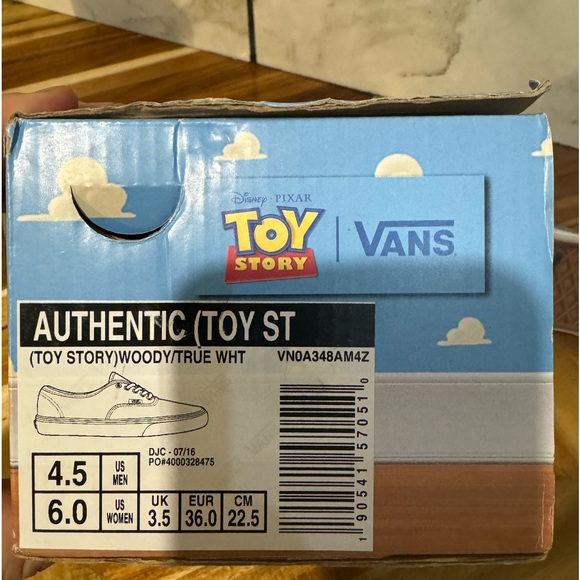 Disney · PIXAR
TOY
STORY
VANS
AUTHENTIC (TOY ST
(TOY STORY)WOODY/TRUE WHT VN0A348AM4Z
DJC - 07/16
PO#4000328475
4.5 US MEN
6.0 US WOMEN
UK 3.5
EUR 36.0
CM 22.5
1 90541 57051 0